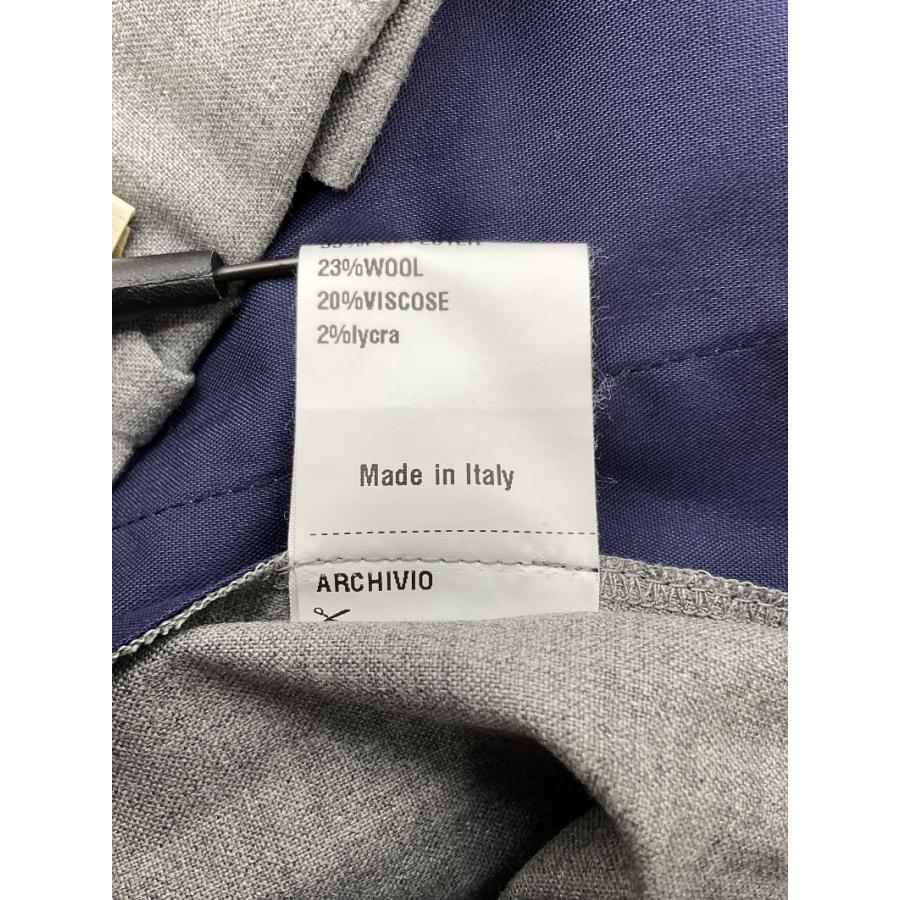 23%WOOL
20%VISCOSE
2%lycra
Made in Italy
ARCHIVIO